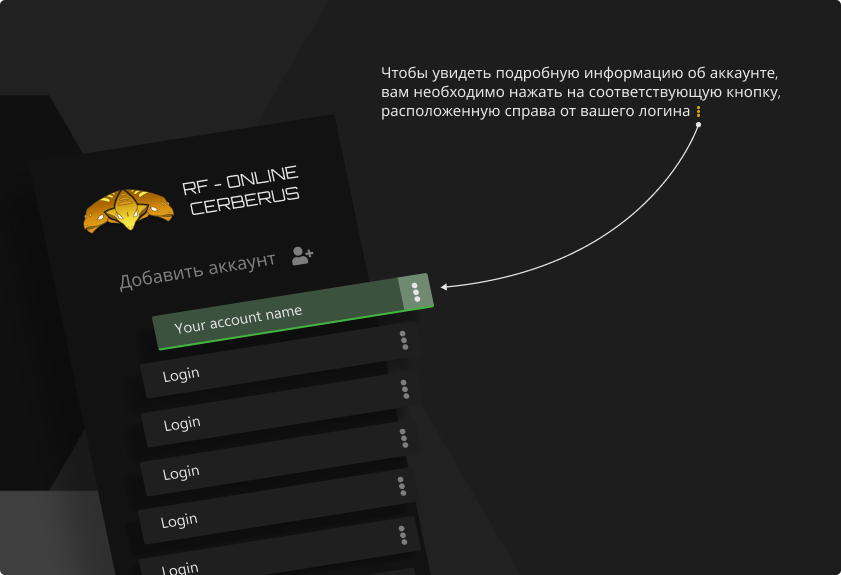 Чтобы увидеть подробную информацию об аккаунте,
вам необходимо нажать на соответствующую кнопку,
расположенную справа от вашего логина
RF - ONLINE
CERBERUS
Добавить аккаунт
Your account name
Login
Login
Login
Login
Login